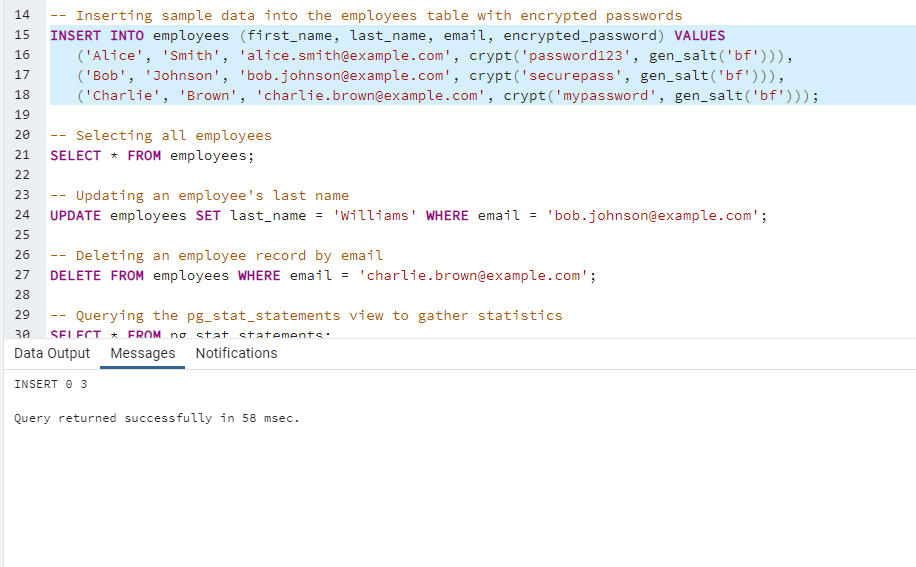 14 -- Inserting sample data into the employees table with encrypted passwords
15 INSERT INTO employees (first_name, last_name, email, encrypted_password) VALUES
16 ('Alice', 'Smith', 'alice.smith@example.com', crypt('password123', gen_salt('bf'))),
17 ('Bob', 'Johnson', 'bob.johnson@example.com', crypt('securepass', gen_salt('bf'))),
18 ('Charlie', 'Brown', 'charlie.brown@example.com', crypt('mypassword', gen_salt('bf')));
19
20 -- Selecting all employees
21 SELECT * FROM employees;
22
23 -- Updating an employee's last name
24 UPDATE employees SET last_name = 'Williams' WHERE email = 'bob.johnson@example.com';
25
26 -- Deleting an employee record by email
27 DELETE FROM employees WHERE email = 'charlie.brown@example.com';
28
29 -- Querying the pg_stat_statements view to gather statistics
30 SELECT * FROM pg_stat_statements;
Data Output Messages Notifications
INSERT 0 3
Query returned successfully in 58 msec.